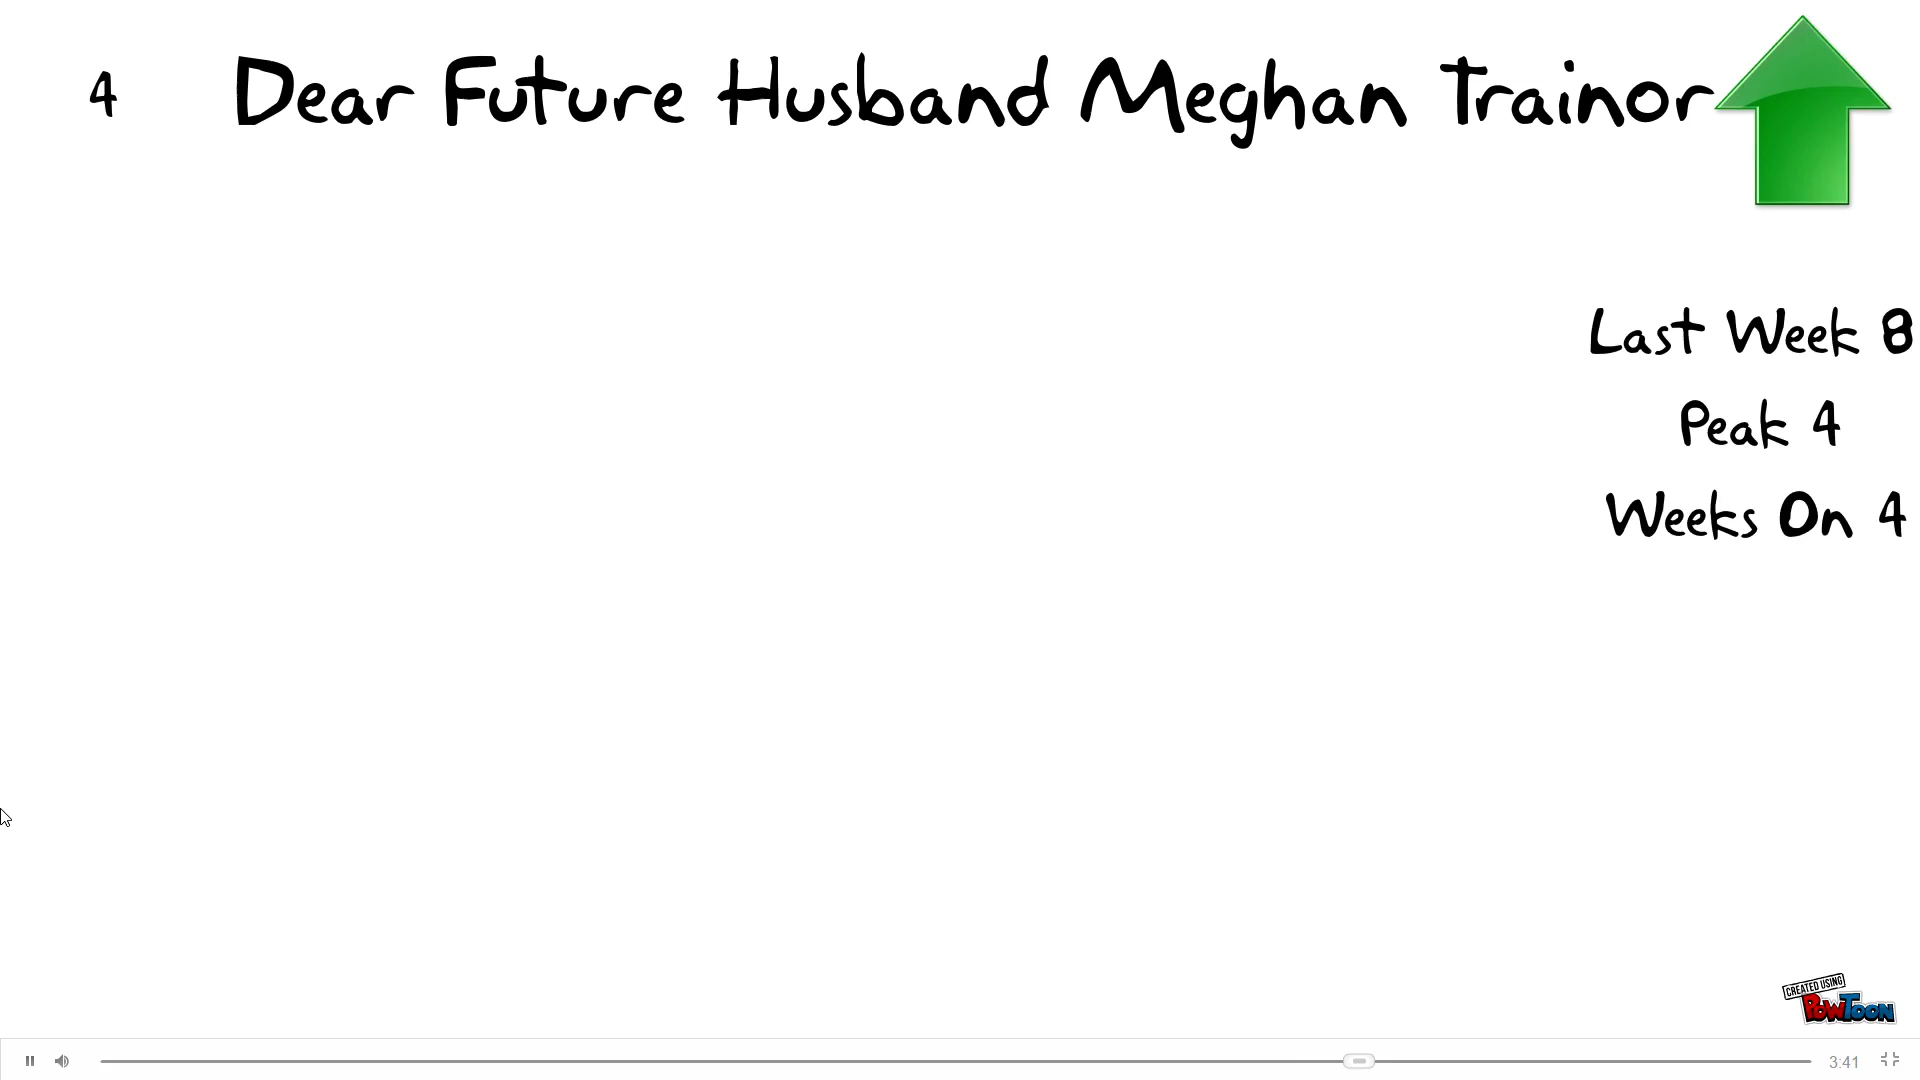 4 Dear Future Husband Meghan Trainor
Last Week 8
Peak 4
Weeks On 4
CREATED USING
POWTOON
3:41